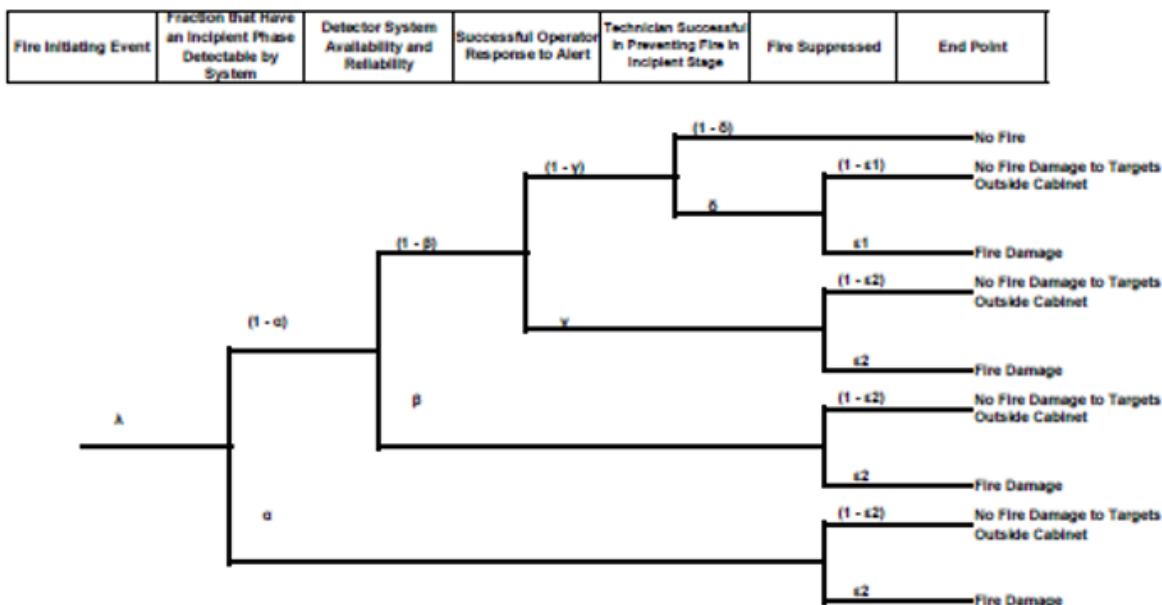 Fire Initiating Event
Fraction that Have
an Incipient Phase
Detectable by
System
Detector System
Availability and
Reliability
Successful Operator
Response to Alert
Technician Successful
in Preventing Fire in
Incipient Stage
Fire Suppressed
End Point
(1 - δ)
No Fire
(1 - γ)
(1 - ε1)
No Fire Damage to Targets
Outside Cabinet
δ
(1 - β)
ε1
Fire Damage
(1 - ε2)
No Fire Damage to Targets
Outside Cabinet
(1 - α)
γ
ε2
Fire Damage
β
(1 - ε2)
No Fire Damage to Targets
Outside Cabinet
λ
ε2
Fire Damage
α
(1 - ε2)
No Fire Damage to Targets
Outside Cabinet
ε2
Fire Damage